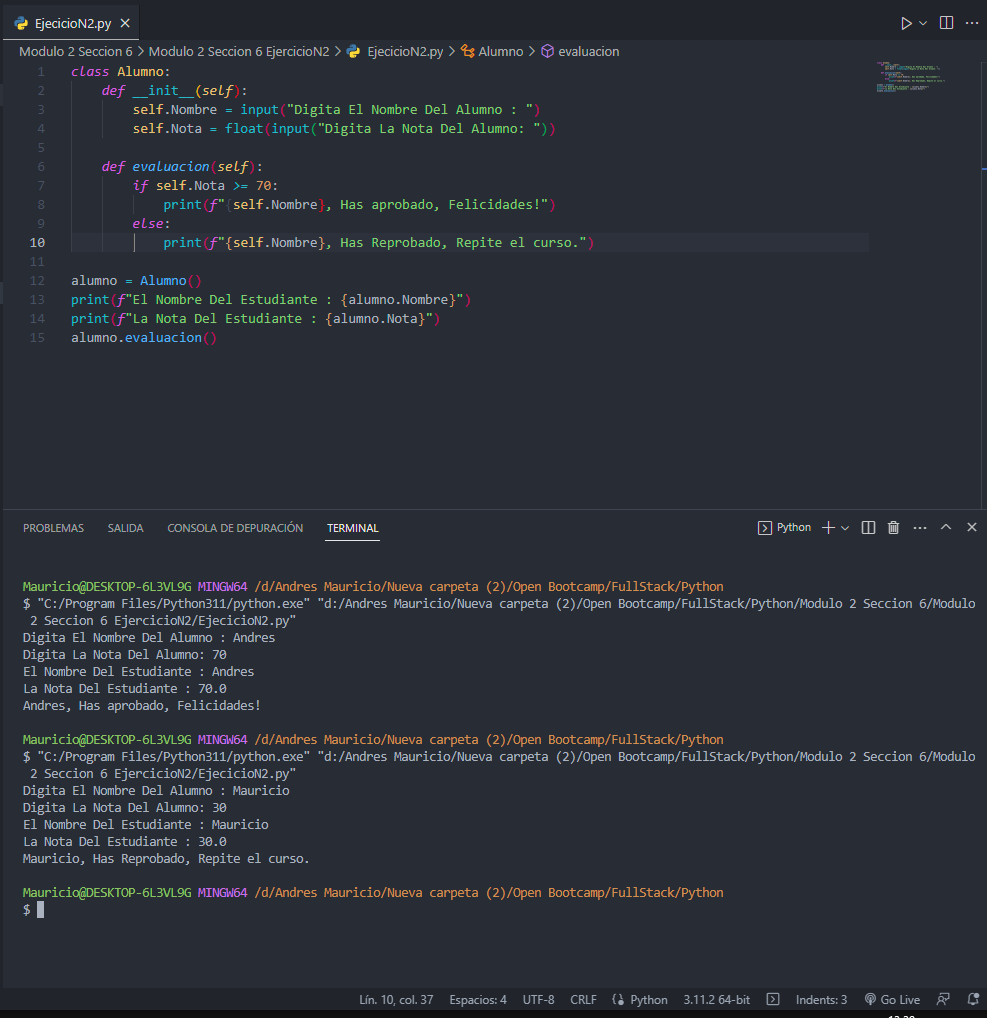 EjecicioN2.py
Modulo 2 Seccion 6 > Modulo 2 Seccion 6 EjercicioN2 > EjecicioN2.py > Alumno > evaluacion
1 class Alumno:
2     def __init__(self):
3         self.Nombre = input("Digita El Nombre Del Alumno : ")
4         self.Nota = float(input("Digita La Nota Del Alumno: "))
5
6     def evaluacion(self):
7         if self.Nota >= 70:
8             print(f"{self.Nombre}, Has aprobado, Felicidades!")
9         else:
10             print(f"{self.Nombre}, Has Reprobado, Repite el curso.")
11
12 alumno = Alumno()
13 print(f"El Nombre Del Estudiante : {alumno.Nombre}")
14 print(f"La Nota Del Estudiante : {alumno.Nota}")
15 alumno.evaluacion()
PROBLEMAS SALIDA CONSOLA DE DEPURACIÓN TERMINAL Python
Mauricio@DESKTOP-6L3VL9G MINGW64 /d/Andres Mauricio/Nueva carpeta (2)/Open Bootcamp/FullStack/Python
$ "C:/Program Files/Python311/python.exe" "d:/Andres Mauricio/Nueva carpeta (2)/Open Bootcamp/FullStack/Python/Modulo 2 Seccion 6/Modulo
2 Seccion 6 EjercicioN2/EjecicioN2.py"
Digita El Nombre Del Alumno : Andres
Digita La Nota Del Alumno: 70
El Nombre Del Estudiante : Andres
La Nota Del Estudiante : 70.0
Andres, Has aprobado, Felicidades!
Mauricio@DESKTOP-6L3VL9G MINGW64 /d/Andres Mauricio/Nueva carpeta (2)/Open Bootcamp/FullStack/Python
$ "C:/Program Files/Python311/python.exe" "d:/Andres Mauricio/Nueva carpeta (2)/Open Bootcamp/FullStack/Python/Modulo 2 Seccion 6/Modulo
2 Seccion 6 EjercicioN2/EjecicioN2.py"
Digita El Nombre Del Alumno : Mauricio
Digita La Nota Del Alumno: 30
El Nombre Del Estudiante : Mauricio
La Nota Del Estudiante : 30.0
Mauricio, Has Reprobado, Repite el curso.
Mauricio@DESKTOP-6L3VL9G MINGW64 /d/Andres Mauricio/Nueva carpeta (2)/Open Bootcamp/FullStack/Python
$
Lín. 10, col. 37 Espacios: 4 UTF-8 CRLF Python 3.11.2 64-bit Indents: 3 Go Live